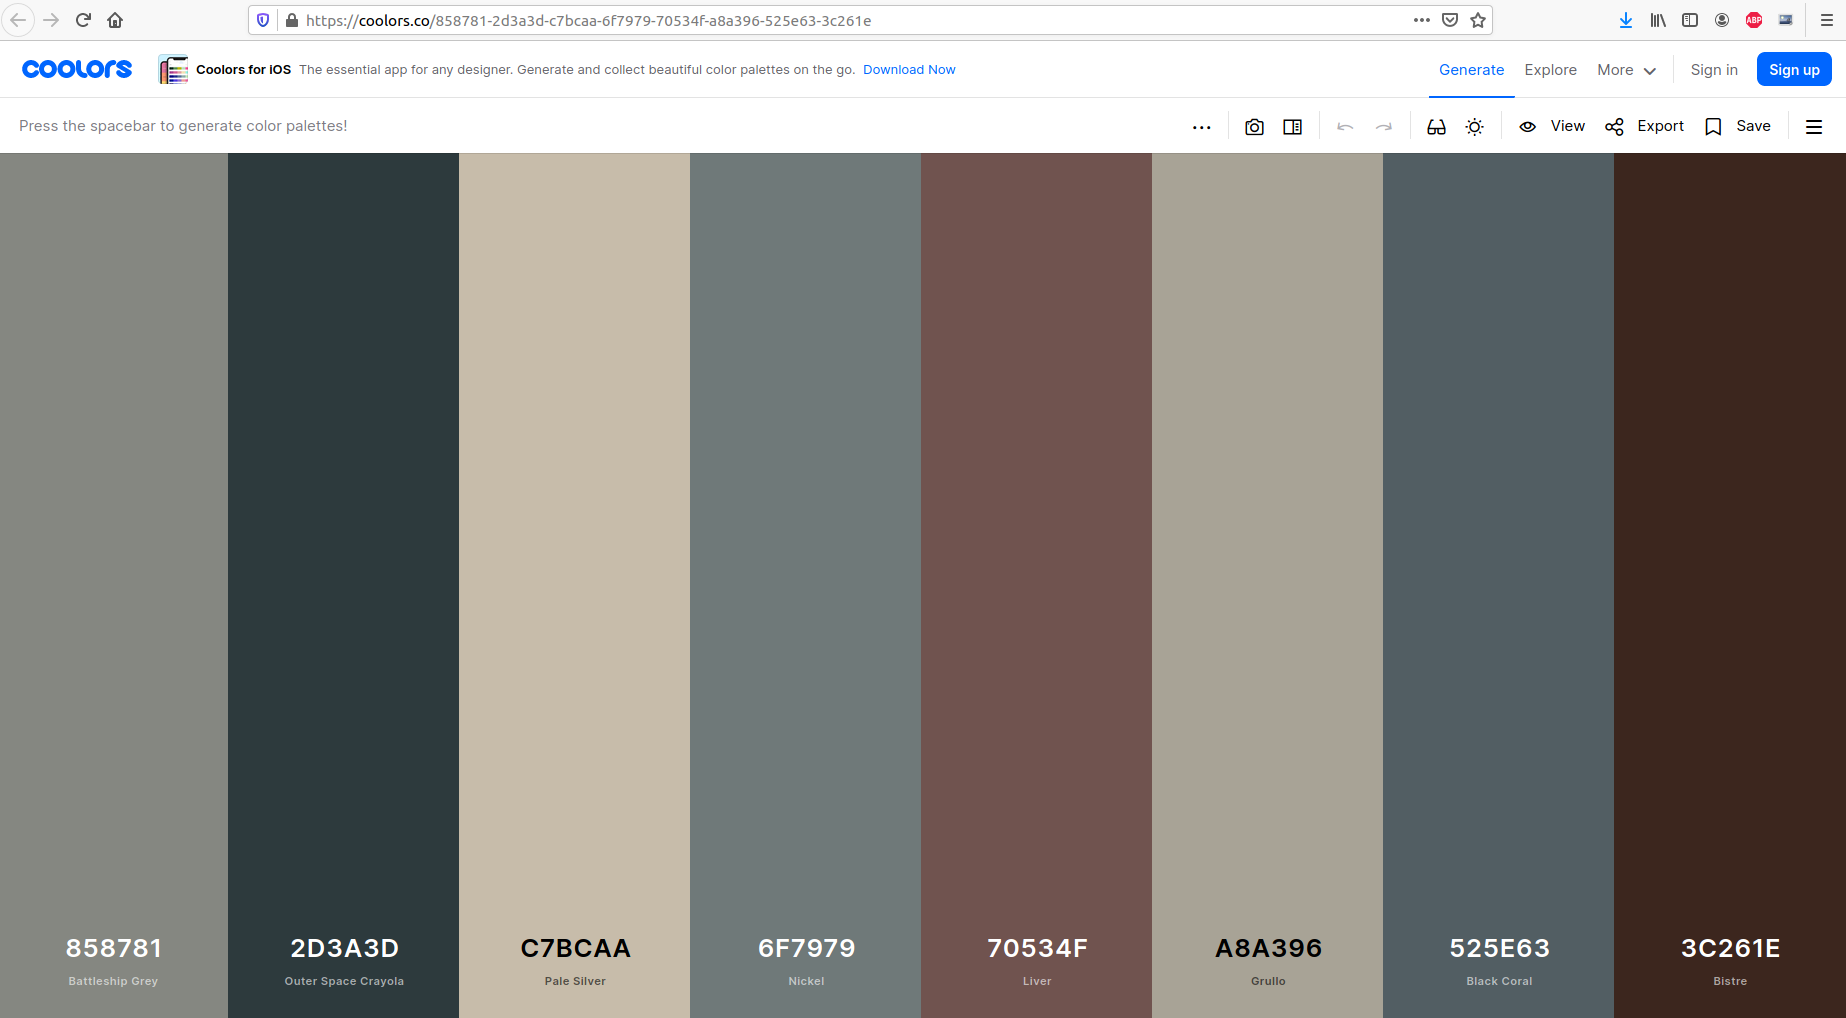 https://coolors.co/858781-2d3a3d-c7bcaa-6f7979-70534f-a8a396-525e63-3c261e
ABP
coolors
Coolors for iOS The essential app for any designer. Generate and collect beautiful color palettes on the go. Download Now
Generate Explore More Sign in Sign up
Press the spacebar to generate color palettes!
View Export Save
858781 2D3A3D C7BCAA 6F7979 70534F A8A396 525E63 3C261E
Battleship Grey Outer Space Crayola Pale Silver Nickel Liver Grullo Black Coral Bistre